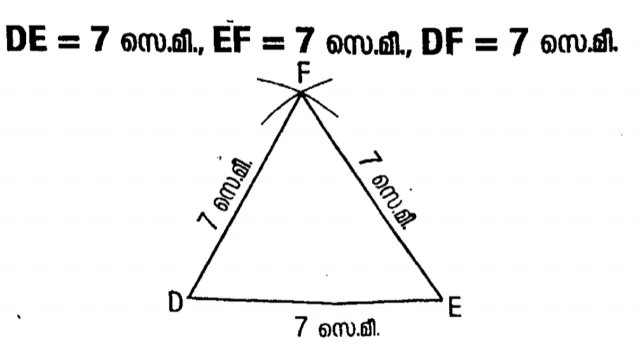 DE = 7 സെ.മീ., EF = 7 സെ.മീ., DF = 7 സെ.മീ.
F
7 സെ.മീ.
7 സെ.മീ.
D
E
7 സെ.മീ.